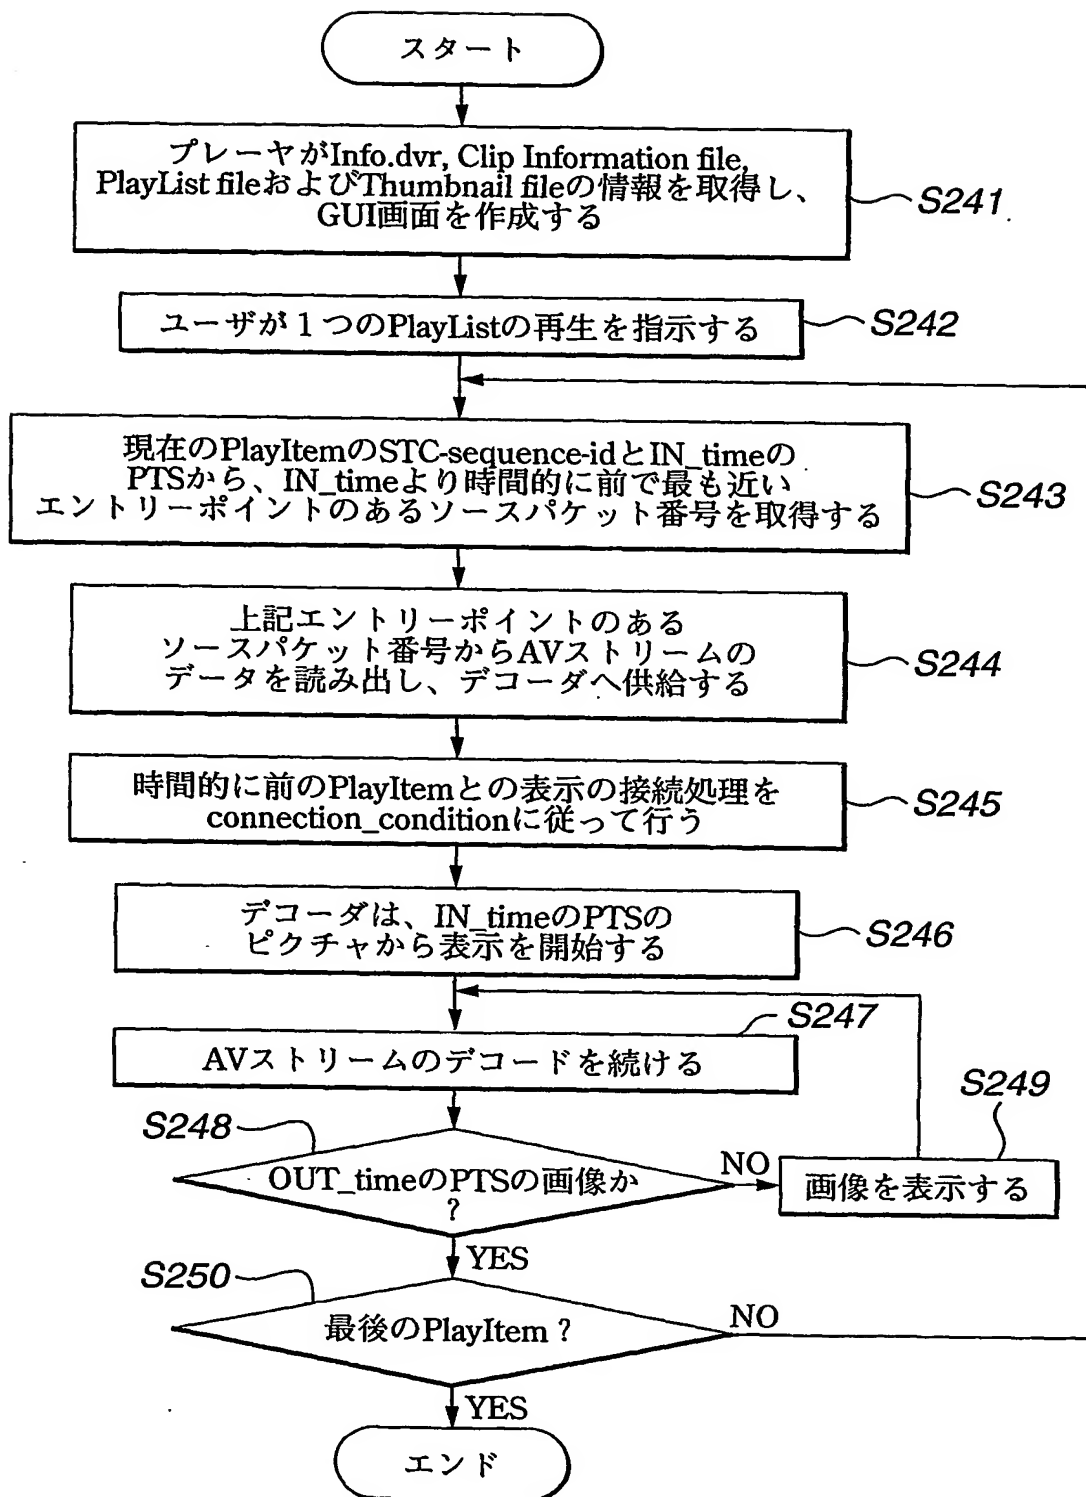 スタート
プレーヤがInfo.dvr, Clip Information file,
PlayList fileおよびThumbnail fileの情報を取得し、
GUI画面を作成する
S241
ユーザが1つのPlayListの再生を指示する
S242
現在のPlayItemのSTC-sequence-idとIN_timeの
PTSから、IN_timeより時間的に前で最も近い
エントリーポイントのあるソースパケット番号を取得する
S243
上記エントリーポイントのある
ソースパケット番号からAVストリームの
データを読み出し、デコーダへ供給する
S244
時間的に前のPlayItemとの表示の接続処理を
connection_conditionに従って行う
S245
デコーダは、IN_timeのPTSの
ピクチャから表示を開始する
S246
S247
AVストリームのデコードを続ける
S249
S248
OUT_timeのPTSの画像か
?
NO
画像を表示する
YES
S250
最後のPlayItem?
NO
YES
エンド